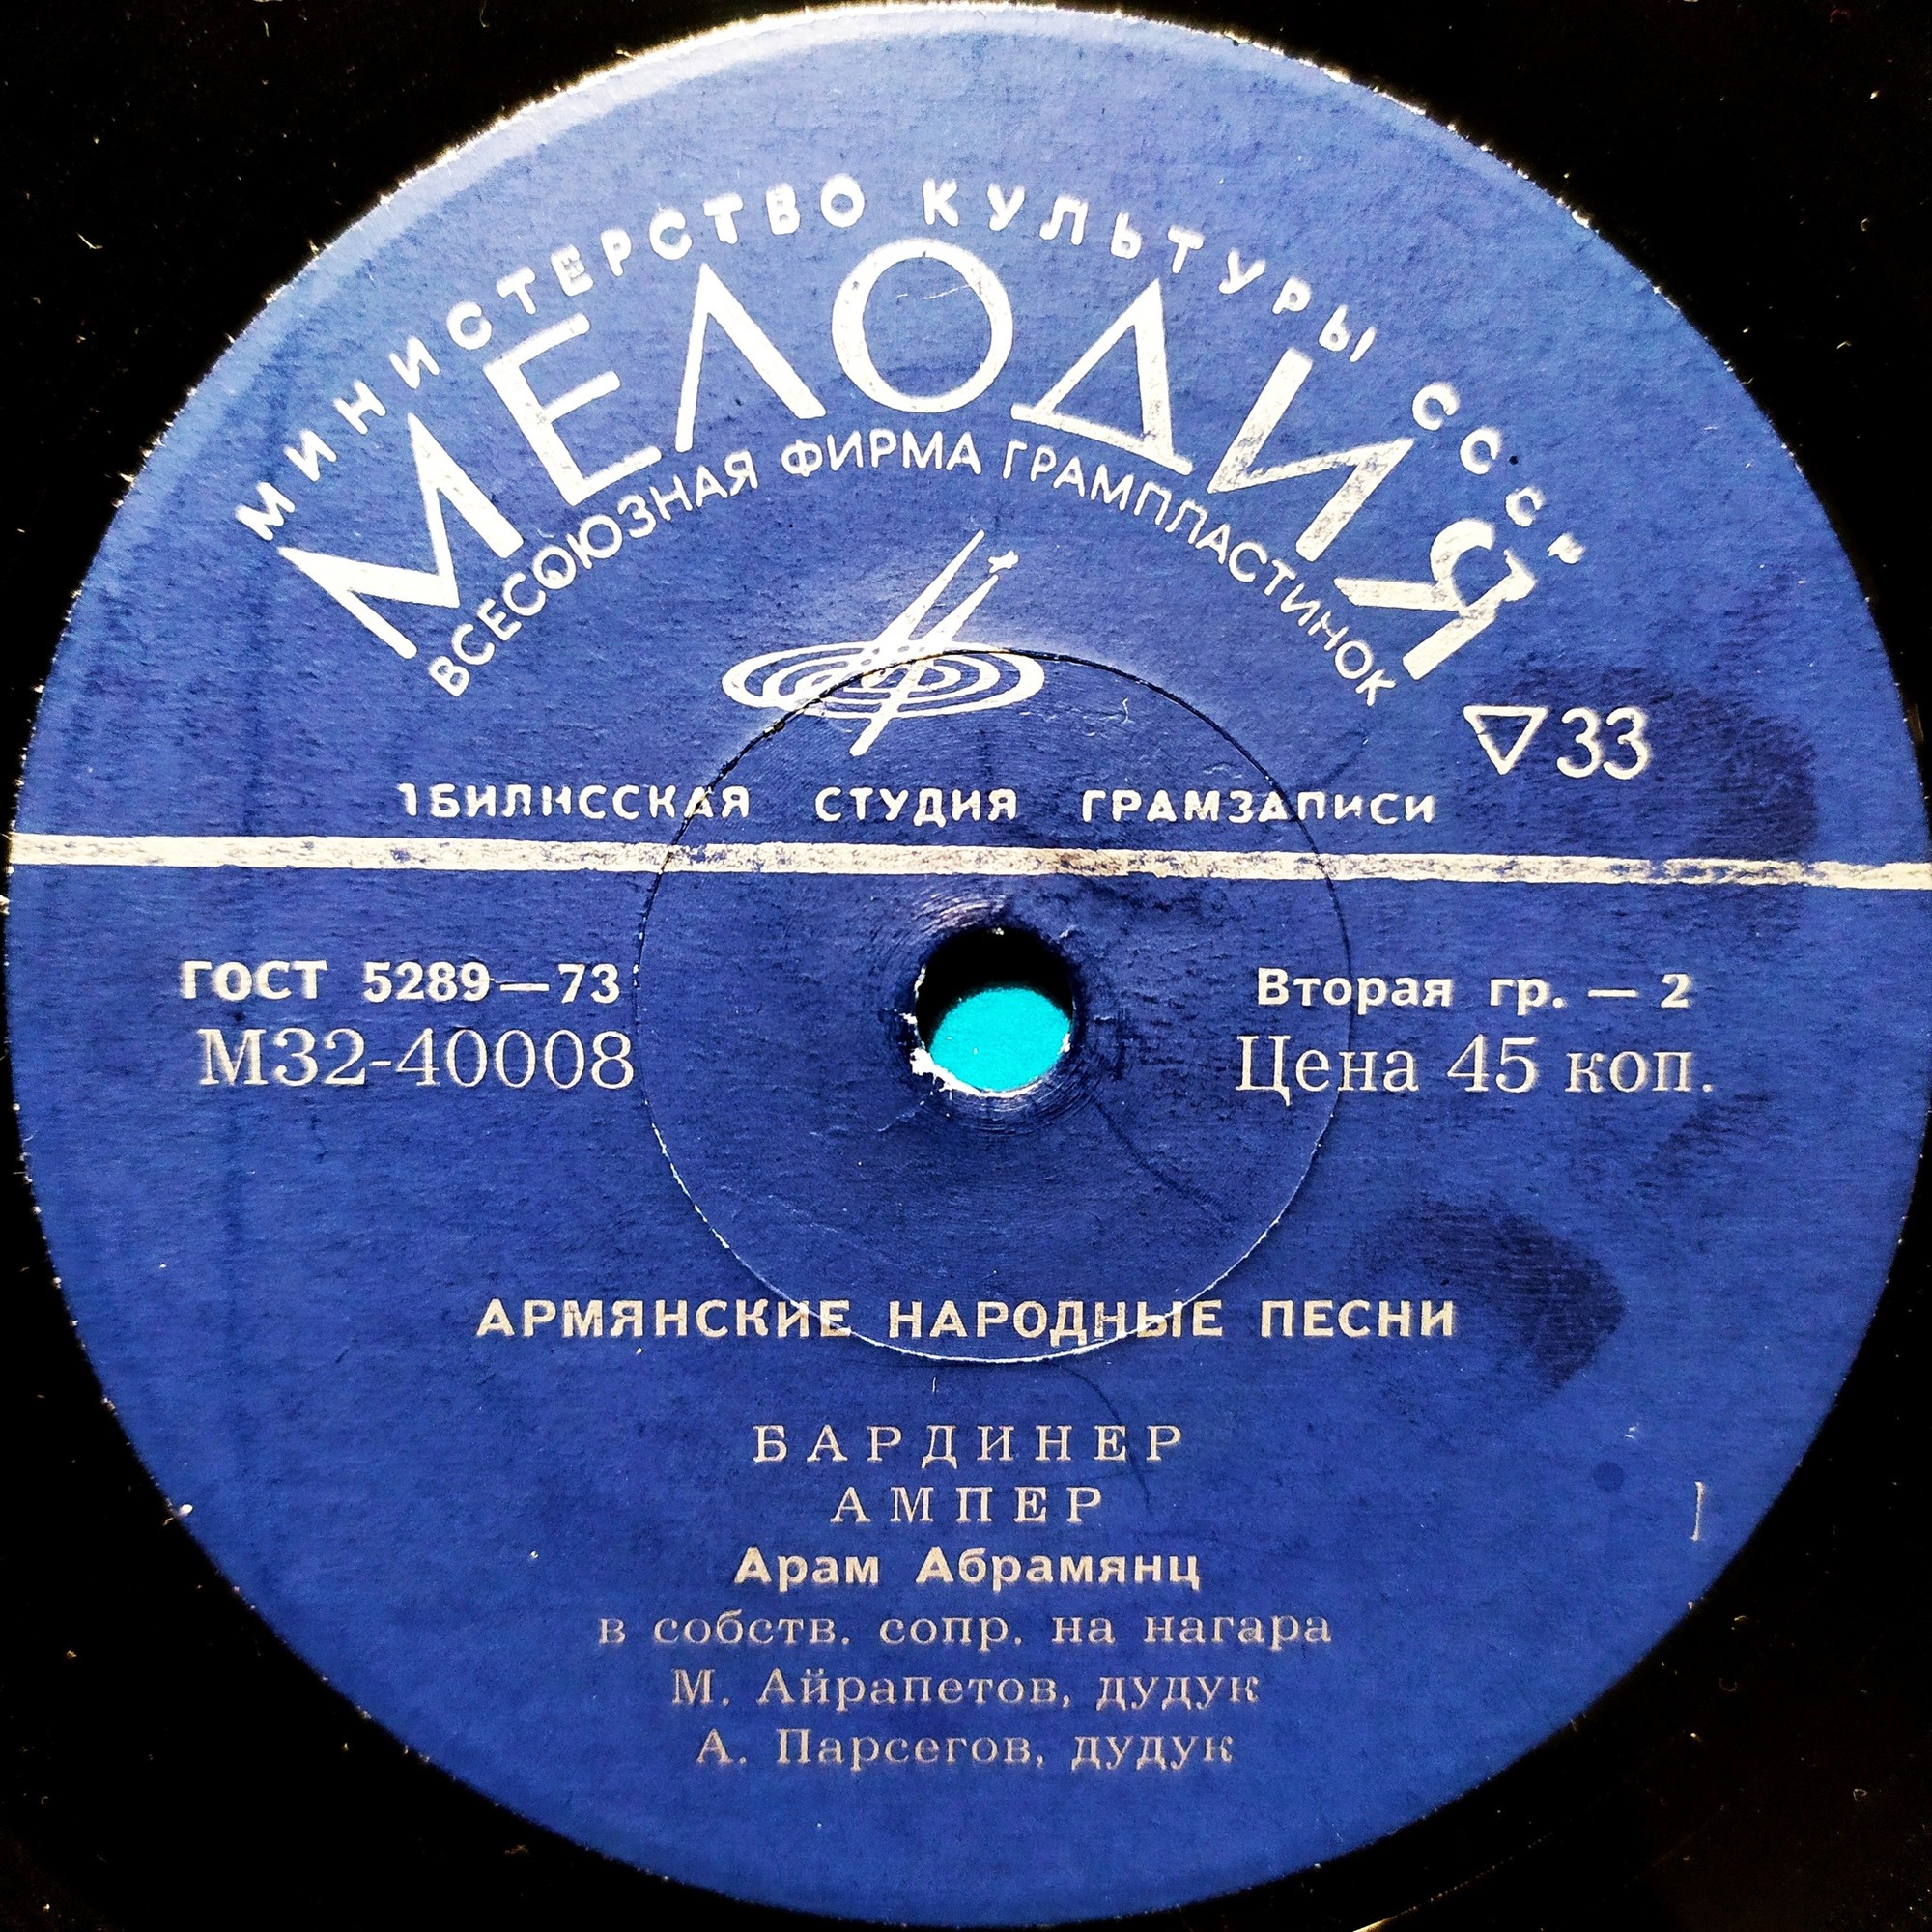 МИНИСТЕРСТВО КУЛЬТУРЫ СССР
МЕЛОДИЯ
ВСЕСОЮЗНАЯ ФИРМА ГРАМПЛАСТИНОК
▽33
ТБИЛИССКАЯ СТУДИЯ ГРАМЗАПИСИ
ГОСТ 5289—73
Вторая гр. — 2
М32-40008
Цена 45 коп.
АРМЯНСКИЕ НАРОДНЫЕ ПЕСНИ
БАРДИНЕР
АМПЕР
Арам Абрамянц
в собств. сопр. на нагара
М. Айрапетов, дудук
А. Парсегов, дудук